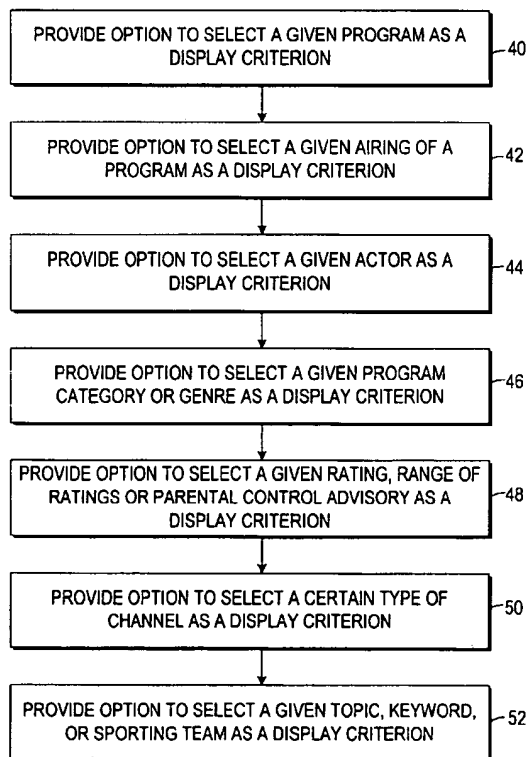 PROVIDE OPTION TO SELECT A GIVEN PROGRAM AS A
DISPLAY CRITERION
40
PROVIDE OPTION TO SELECT A GIVEN AIRING OF A
PROGRAM AS A DISPLAY CRITERION
42
PROVIDE OPTION TO SELECT A GIVEN ACTOR AS A
DISPLAY CRITERION
44
PROVIDE OPTION TO SELECT A GIVEN PROGRAM
CATEGORY OR GENRE AS A DISPLAY CRITERION
46
PROVIDE OPTION TO SELECT A GIVEN RATING, RANGE OF
RATINGS OR PARENTAL CONTROL ADVISORY AS A
DISPLAY CRITERION
48
PROVIDE OPTION TO SELECT A CERTAIN TYPE OF
CHANNEL AS A DISPLAY CRITERION
50
PROVIDE OPTION TO SELECT A GIVEN TOPIC, KEYWORD,
OR SPORTING TEAM AS A DISPLAY CRITERION
52